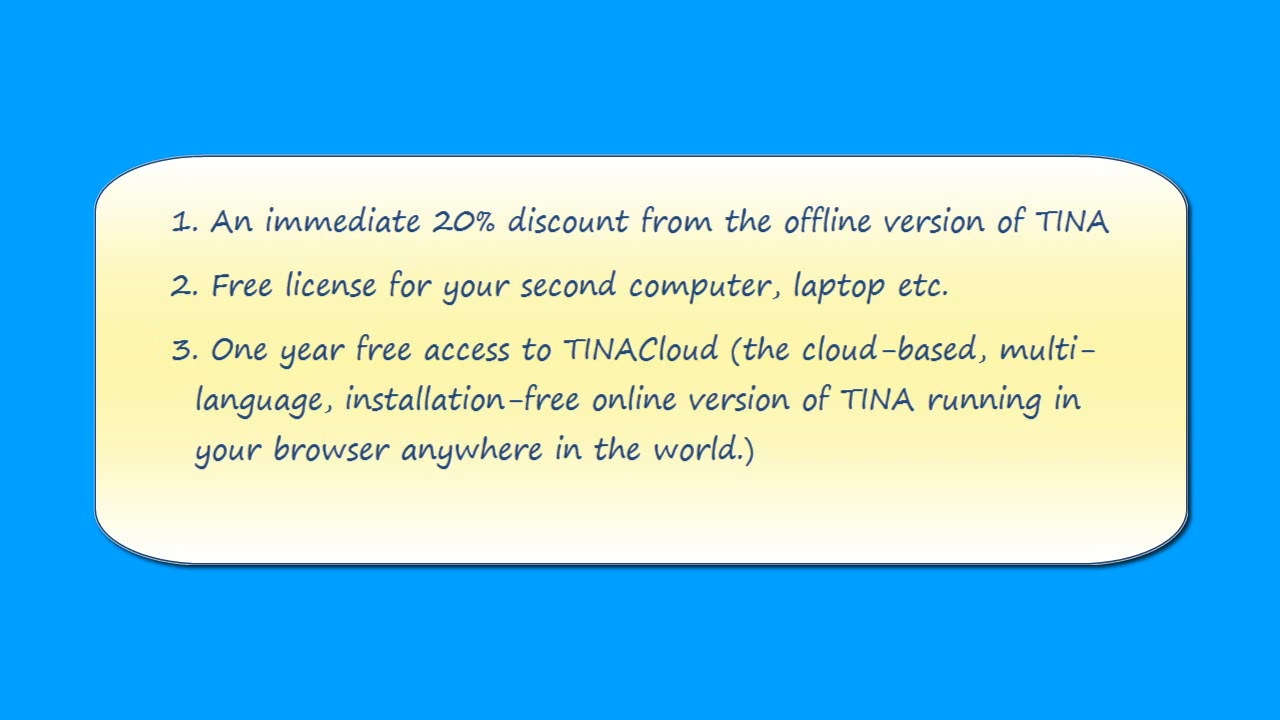 1. An immediate 20% discount from the offline version of TINA
2. Free license for your second computer, laptop etc.
3. One year free access to TINACloud (the cloud-based, multi-
language, installation-free online version of TINA running in
your browser anywhere in the world.)